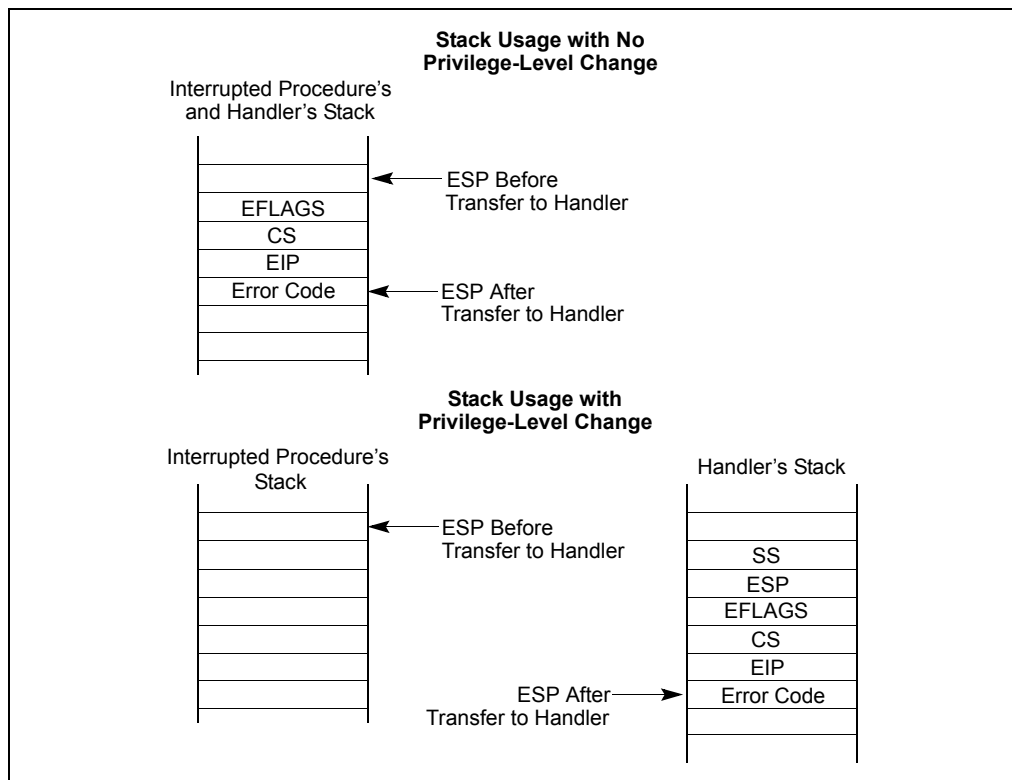 Stack Usage with No
Privilege-Level Change
Interrupted Procedure's
and Handler's Stack
ESP Before
Transfer to Handler
EFLAGS
CS
EIP
Error Code
ESP After
Transfer to Handler
Stack Usage with
Privilege-Level Change
Interrupted Procedure's
Stack
Handler's Stack
ESP Before
Transfer to Handler
SS
ESP
EFLAGS
CS
EIP
ESP After
Transfer to Handler
Error Code